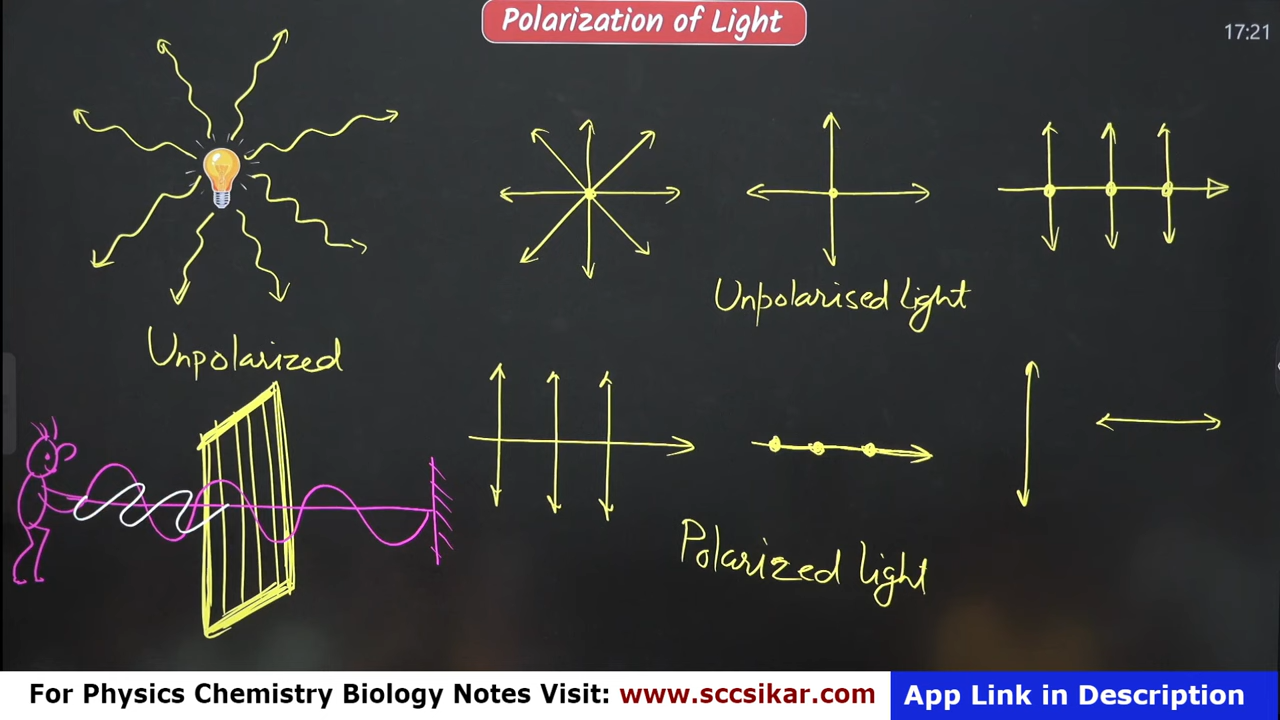 Polarization of Light
17:21
Unpolarised light
Unpolarized
Polarized light
For Physics Chemistry Biology Notes Visit: www.sccsikar.com
App Link in Description